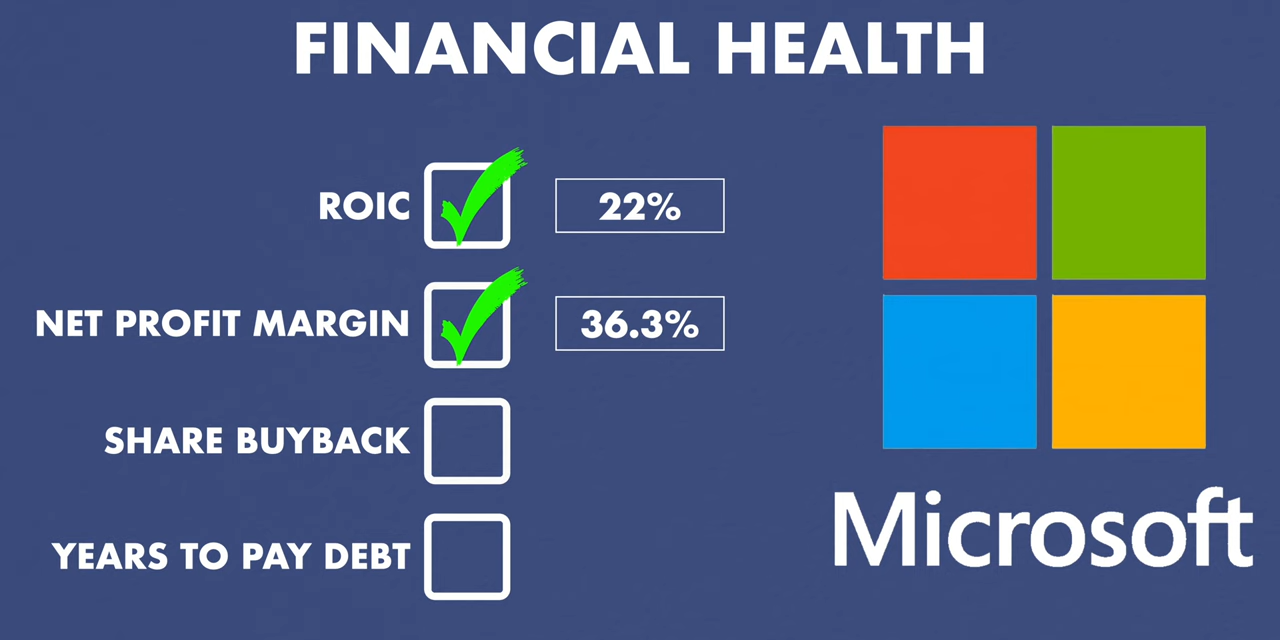 FINANCIAL HEALTH
ROIC 22%
NET PROFIT MARGIN 36.3%
SHARE BUYBACK
YEARS TO PAY DEBT
Microsoft